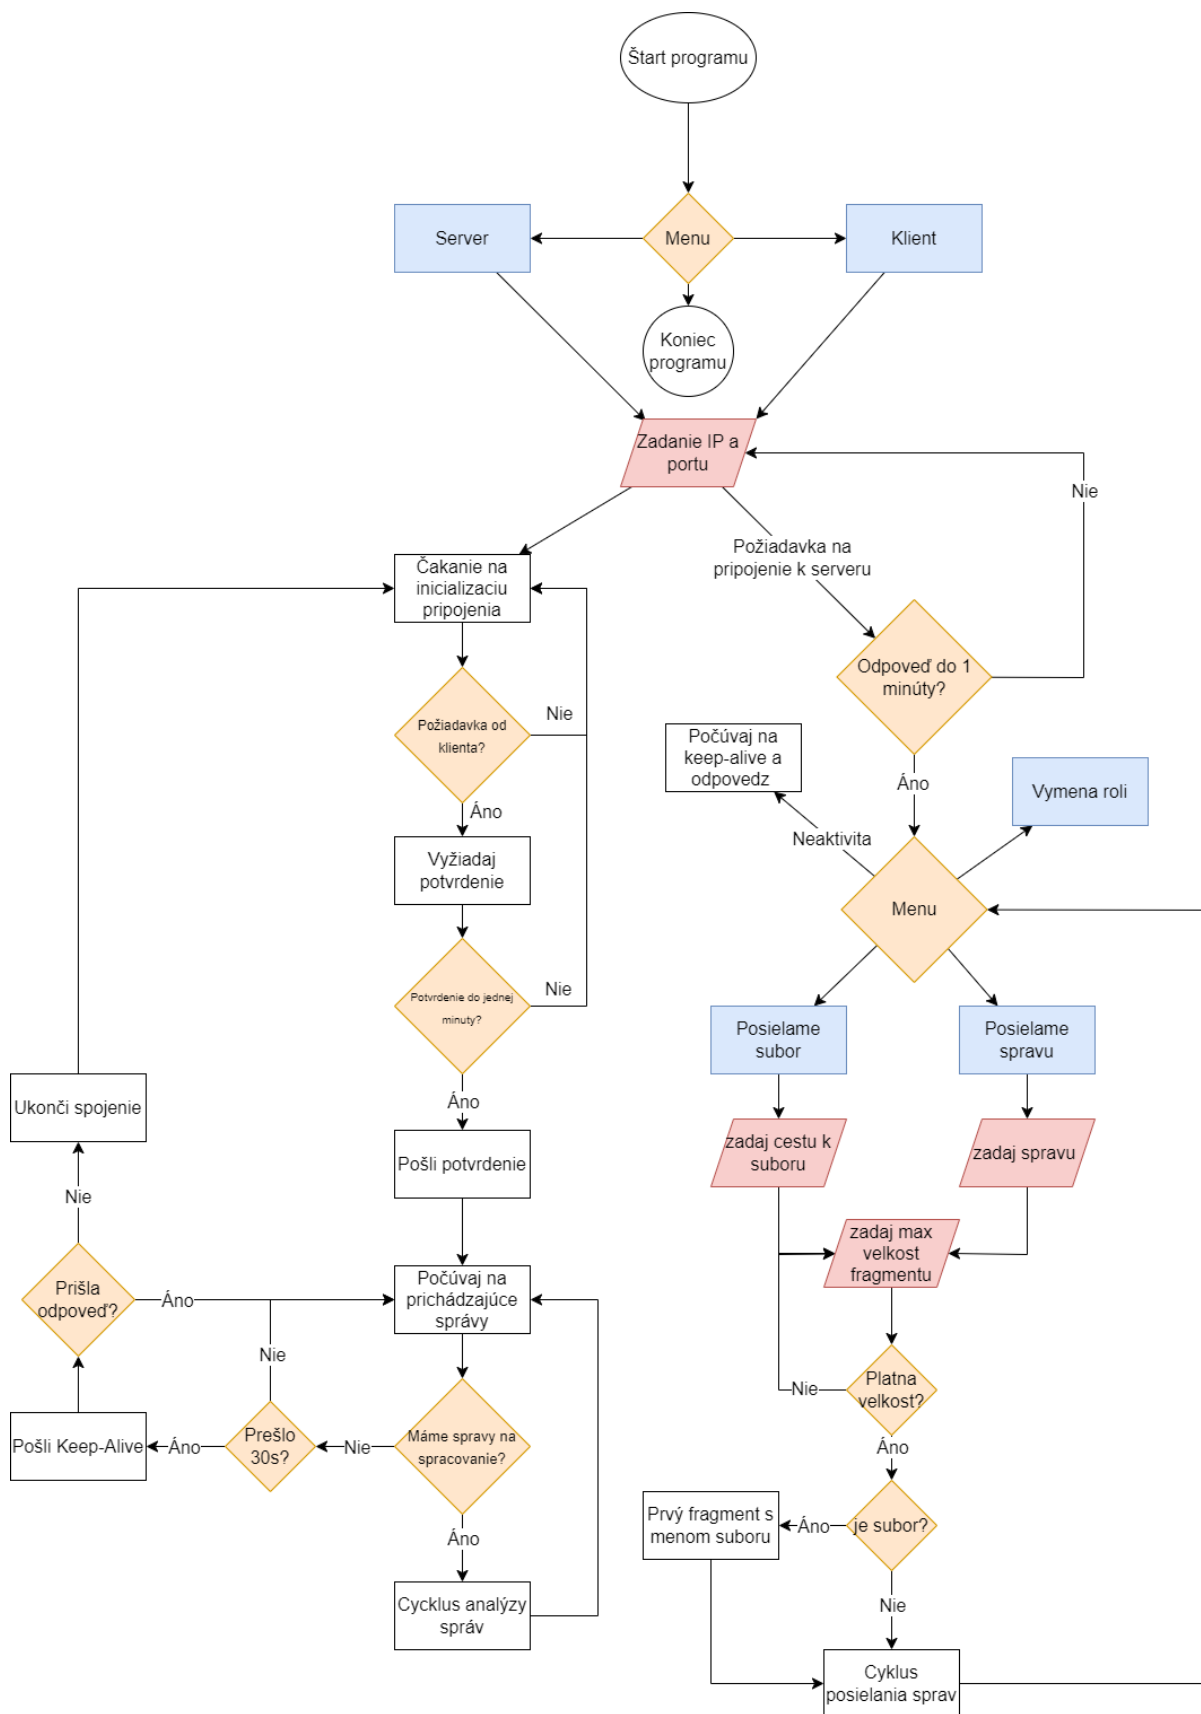 Štart programu
Server
Menu
Klient
Koniec
programu
Zadanie IP a
portu
Nie
Požiadavka na
pripojenie k serveru
Čakanie na
inicializaciu
pripojenia
Odpoveď do 1
minúty?
Požiadavka od
klienta?
Nie
Počúvaj na
keep-alive a
odpovedz
Áno
Vymena roli
Áno
Neaktivita
Vyžiadaj
potvrdenie
Menu
Potvrdenie do jednej
minuty?
Nie
Posielame
subor
Posielame
spravu
Ukonči spojenie
Áno
zadaj cestu k
suboru
zadaj spravu
Pošli potvrdenie
Nie
zadaj max
velkost
fragmentu
Prišla
odpoveď?
Áno
Počúvaj na
prichádzajúce
správy
Nie
Nie
Platna
velkost?
Pošli Keep-Alive
Áno
Prešlo
30s?
Nie
Máme spravy na
spracovanie?
Áno
Prvý fragment s
menom suboru
Áno
je subor?
Áno
Cycklus analýzy
správ
Nie
Cyklus
posielania sprav